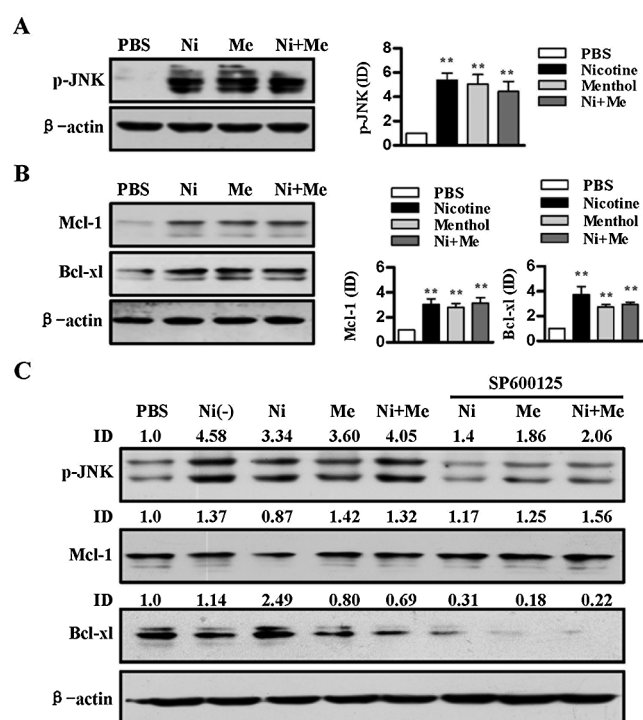 A
PBS Ni Me Ni+Me
p-JNK
β-actin
8
6
4
2
0
p-JNK (ID)
** ** **
PBS
Nicotine
Menthol
Ni+Me
B
PBS Ni Me Ni+Me
Mcl-1
Bcl-xl
β-actin
PBS
Nicotine
Menthol
Ni+Me
6
4
2
0
Mcl-1 (ID)
** ** **
PBS
Nicotine
Menthol
Ni+Me
6
4
2
0
Bcl-xl (ID)
** ** **
C
SP600125
PBS Ni(-) Ni Me Ni+Me Ni Me Ni+Me
ID 1.0 4.58 3.34 3.60 4.05 1.4 1.86 2.06
p-JNK
ID 1.0 1.37 0.87 1.42 1.32 1.17 1.25 1.56
Mcl-1
ID 1.0 1.14 2.49 0.80 0.69 0.31 0.18 0.22
Bcl-xl
β-actin